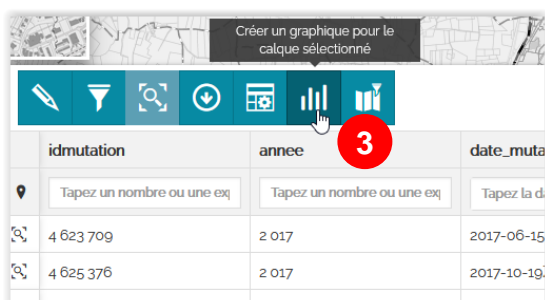 Créer un graphique pour le
calque sélectionné
3
idmutation annee date_muta
Tapez un nombre ou une exp Tapez un nombre ou une exp Tapez la da
4 623 709 2 017 2017-06-15
4 625 376 2 017 2017-10-19